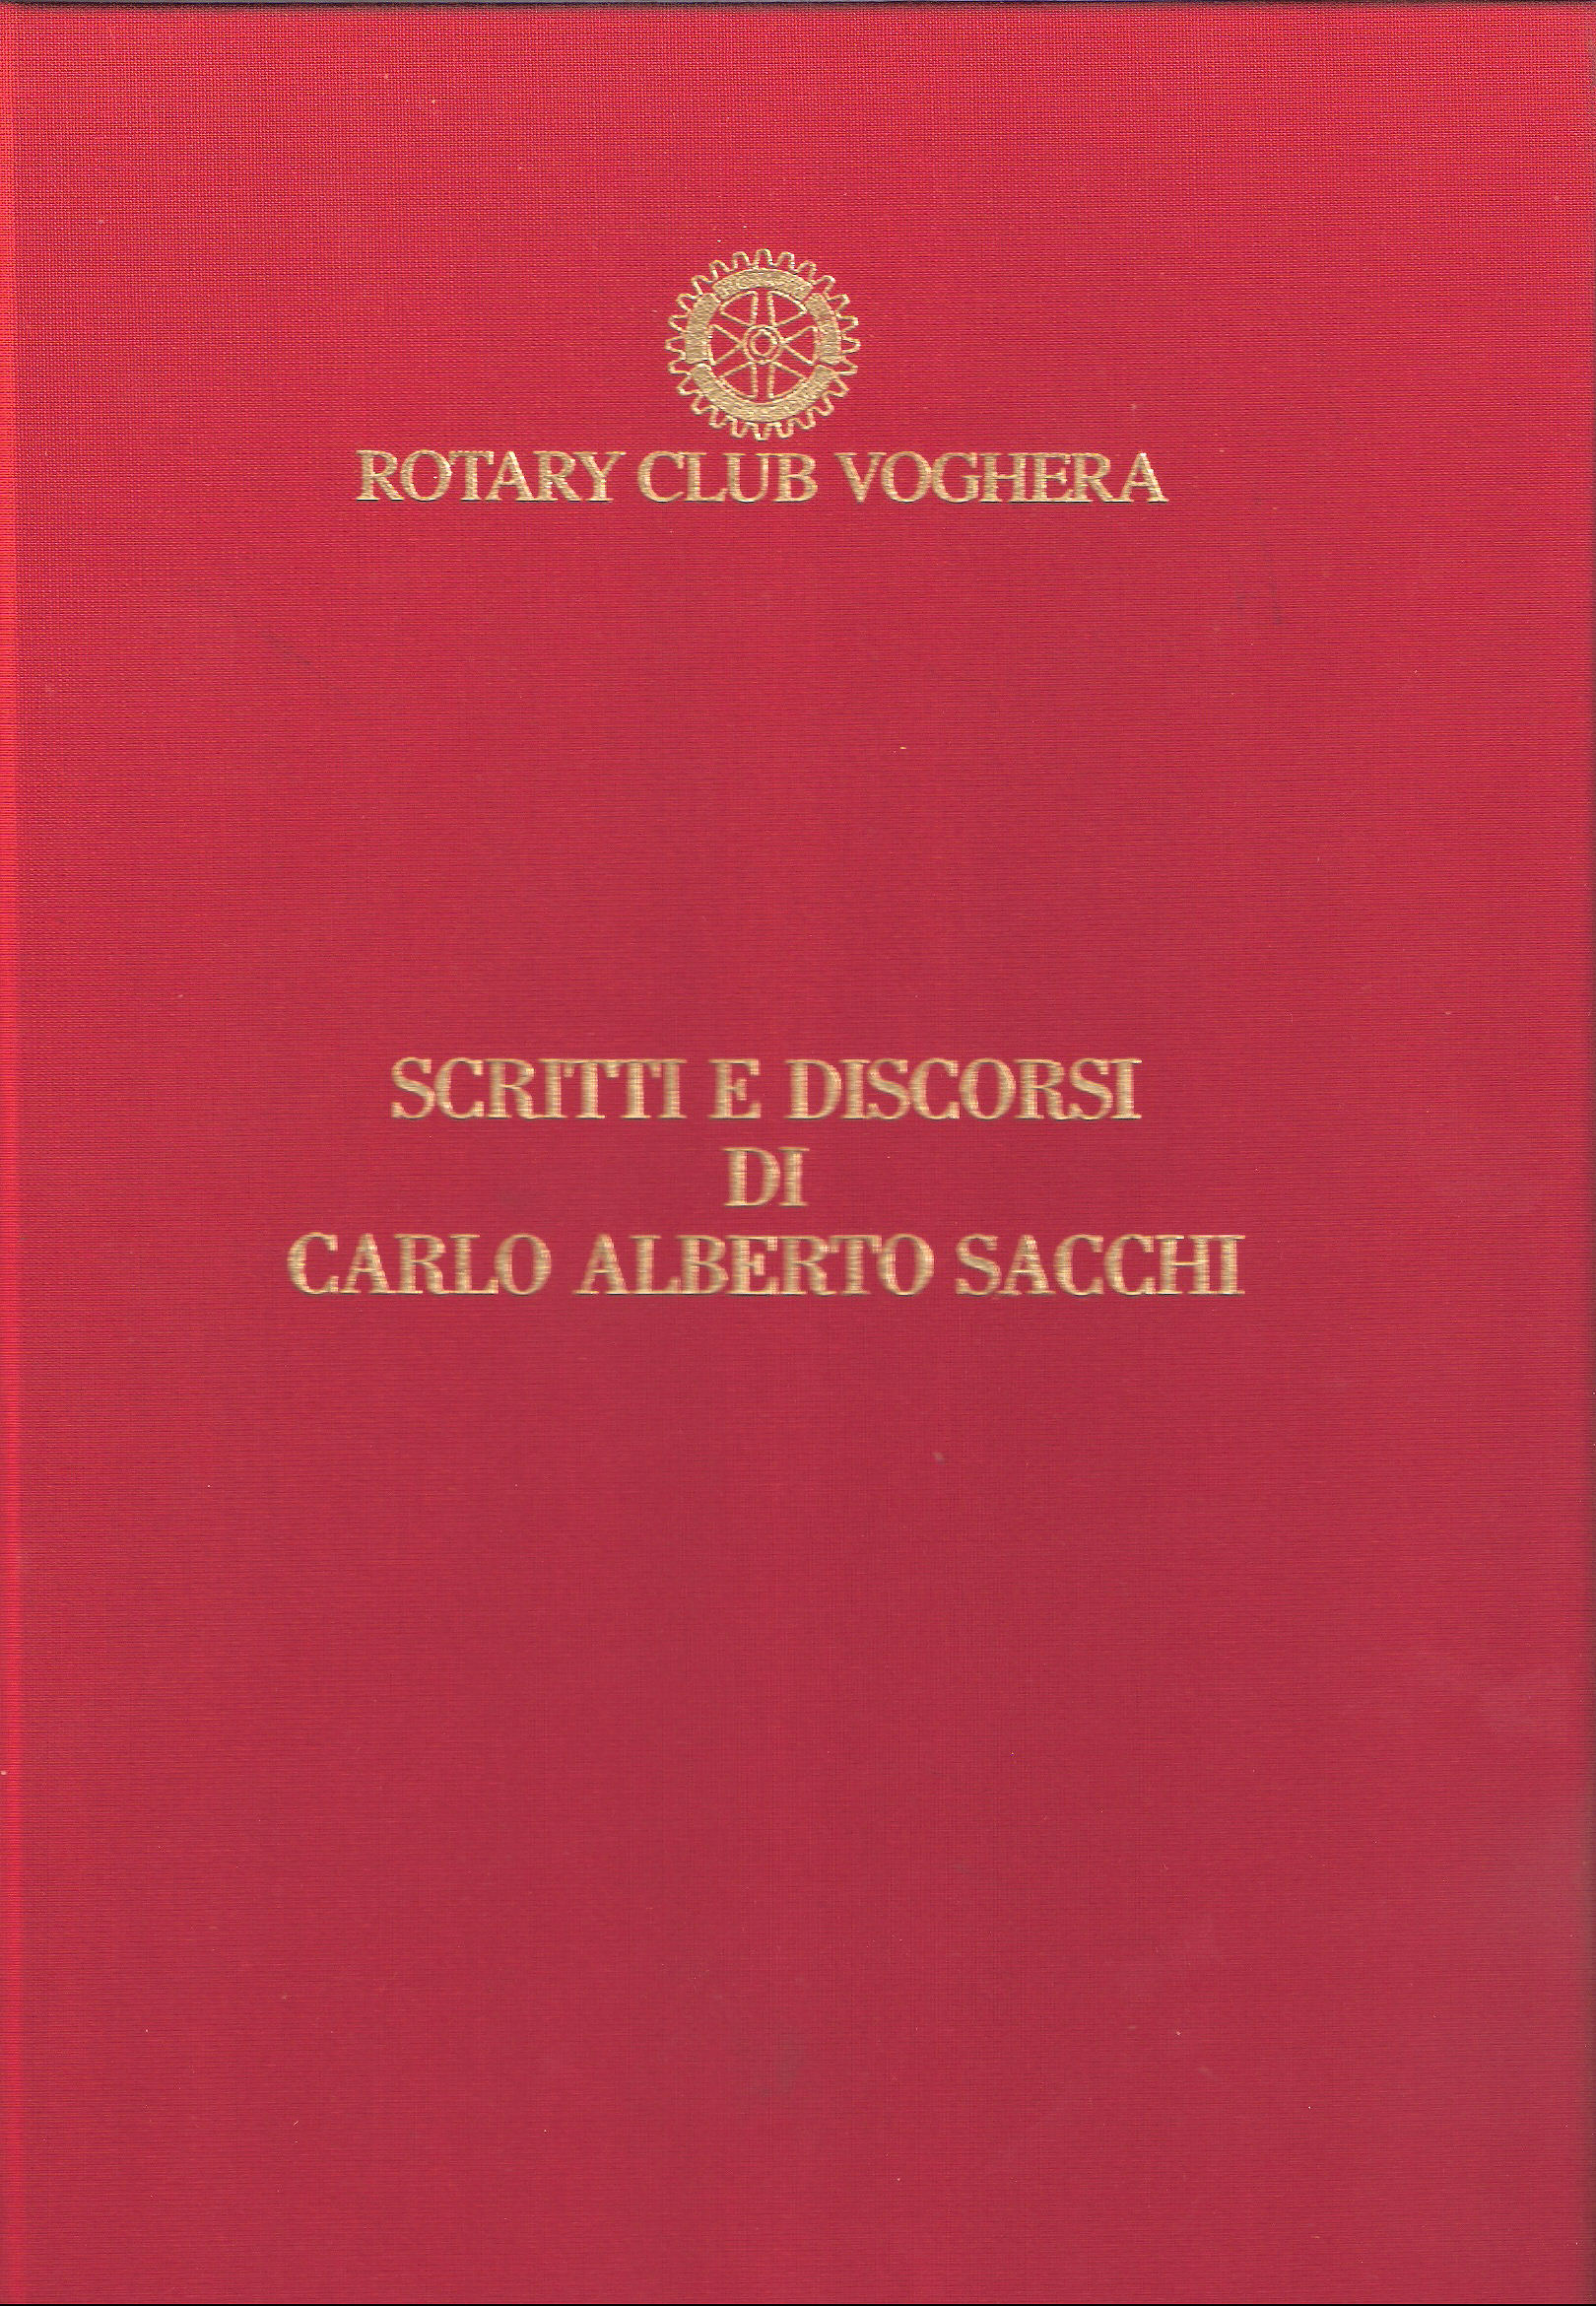 ROTARY CLUB VOGHERA
SCRITTI E DISCORSI
DI
CARLO ALBERTO SACCHI